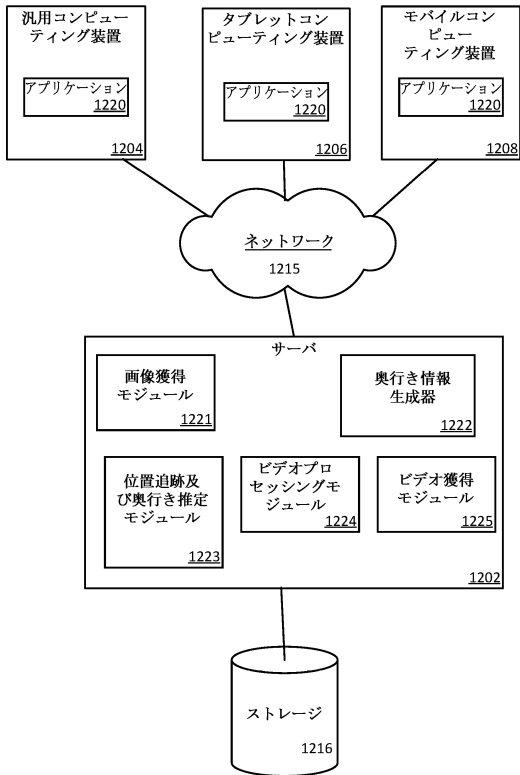 汎用コンピュー
ティング装置
アプリケーション
1220
1204
タブレットコン
ピューティング装置
アプリケーション
1220
1206
モバイルコン
ピュー
ティング装置
アプリケーション
1220
1208
ネットワーク
1215
サーバ
画像獲得
モジュール
1221
奥行き情報
生成器
1222
位置追跡及
び奥行き推定
モジュール
1223
ビデオプロ
セッシングモ
ジュール
1224
ビデオ獲得
モジュール
1225
1202
ストレージ
1216